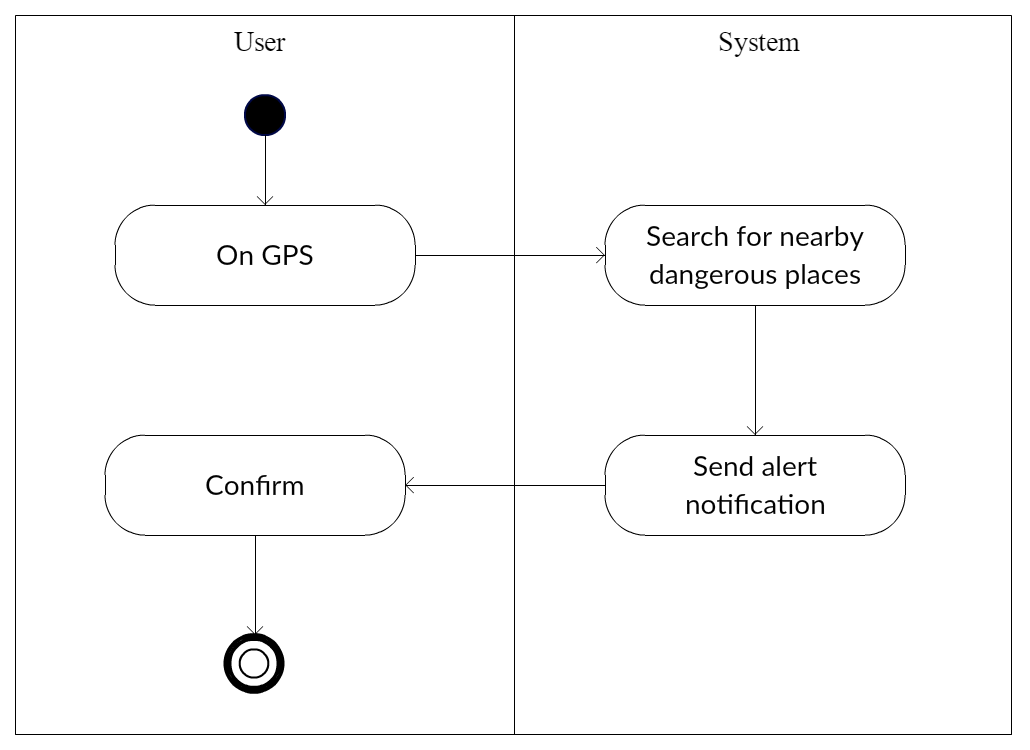 User
System
On GPS
Search for nearby
dangerous places
Confirm
Send alert
notification